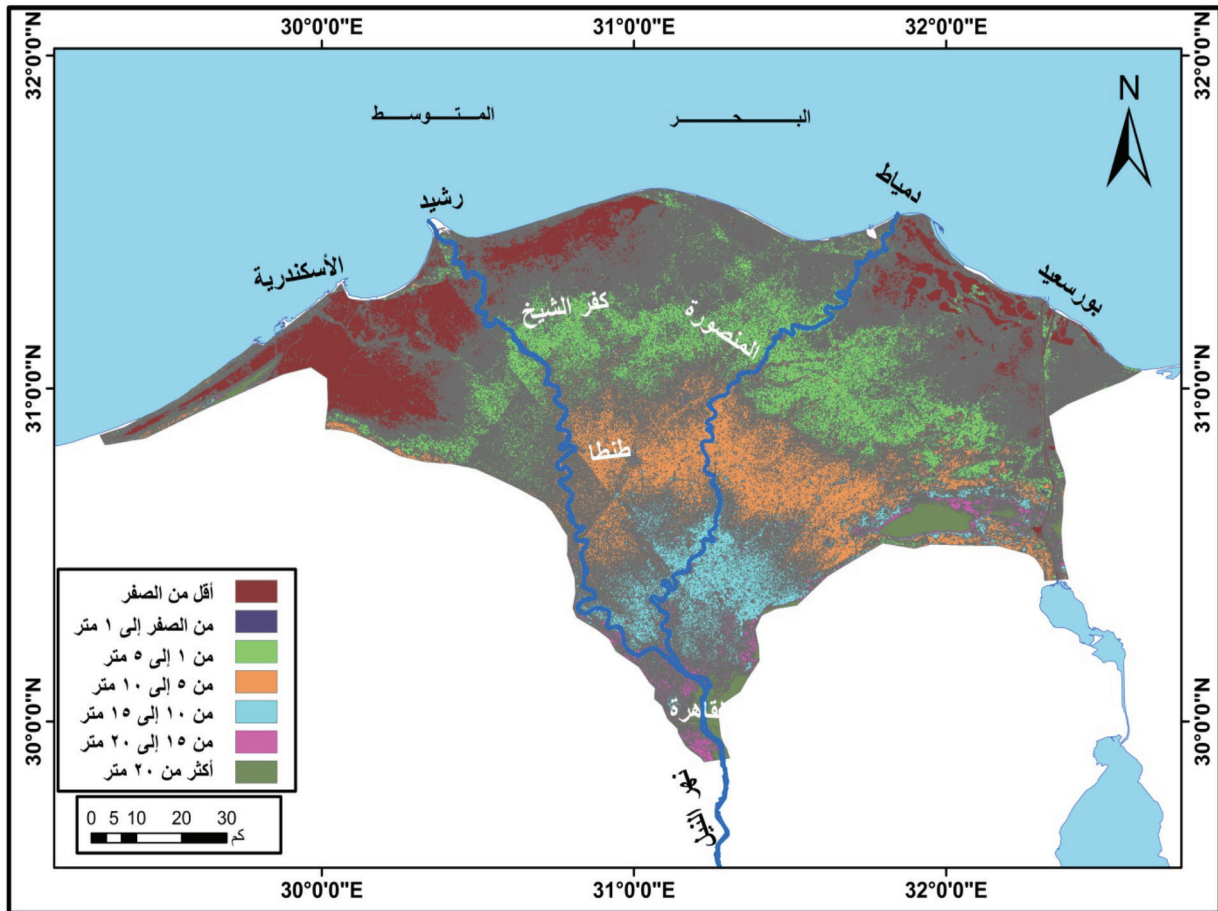 30°0'0"E 31°0'0"E 32°0'0"E
32°0'0"N 32°0'0"N
البـــحـــر المـتـوسـط
N
دمياط
رشيد
الأسكندرية
بورسعيد
كفر الشيخ
المنصورة
31°0'0"N 31°0'0"N
طنطا
أقل من الصفر
من الصفر إلى ١ متر
من ١ إلى ٥ متر
من ٥ إلى ١٠ متر
من ١٠ إلى ١٥ متر
من ١٥ إلى ٢٠ متر
أكثر من ٢٠ متر
القاهرة
30°0'0"N 30°0'0"N
نهر النيل
0 5 10 20 30
كم
30°0'0"E 31°0'0"E 32°0'0"E